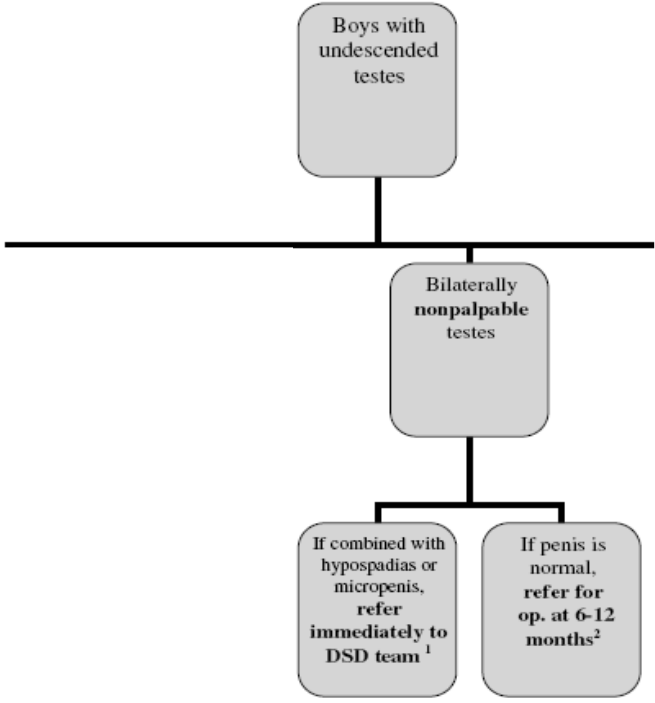 Boys with
undescended
testes
Bilaterally
nonpalpable
testes
If combined with
hypospadias or
micropenis,
refer
immediately to
DSD team 1
If penis is
normal,
refer for
op. at 6-12
months2